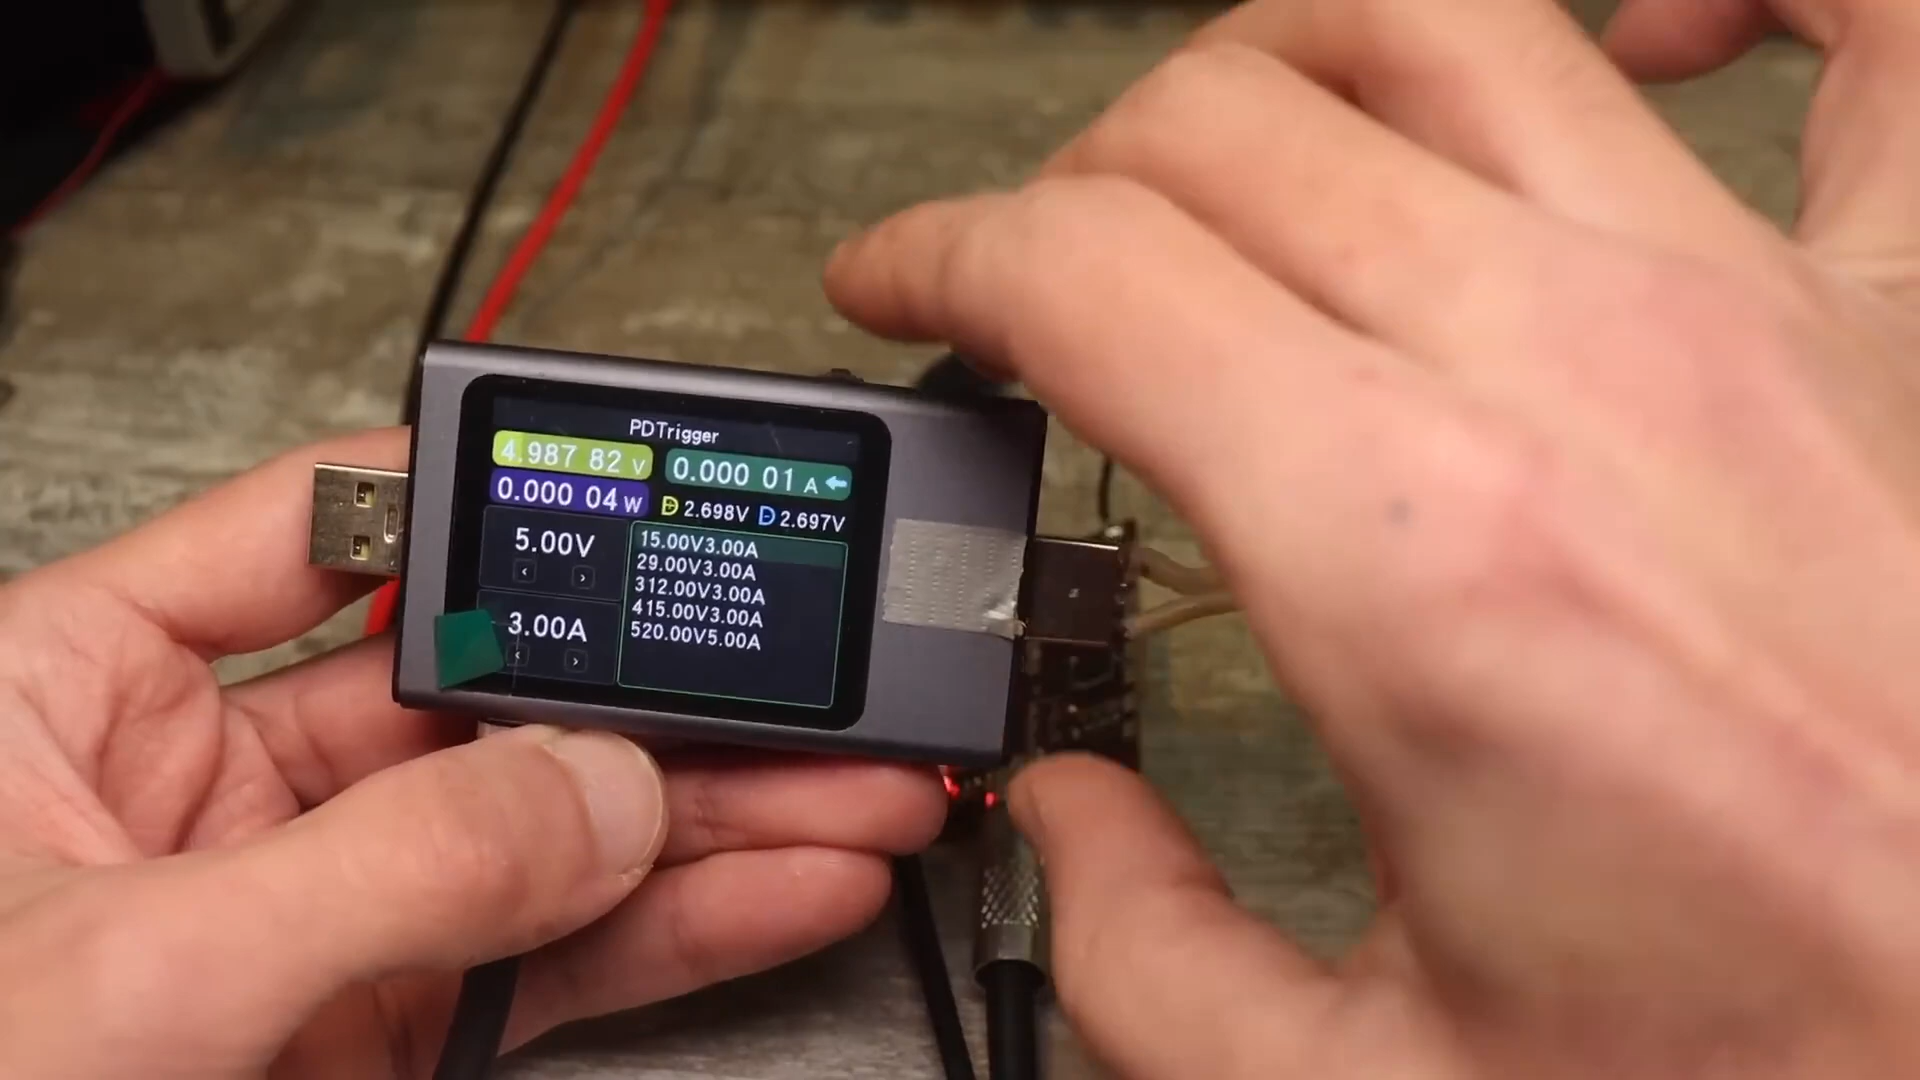 PDTrigger
4.987 82 V 0.000 01 A
0.000 04 W D 2.698V D 2.697V
5.00V
3.00A
15.00V3.00A
29.00V3.00A
312.00V3.00A
415.00V3.00A
520.00V5.00A